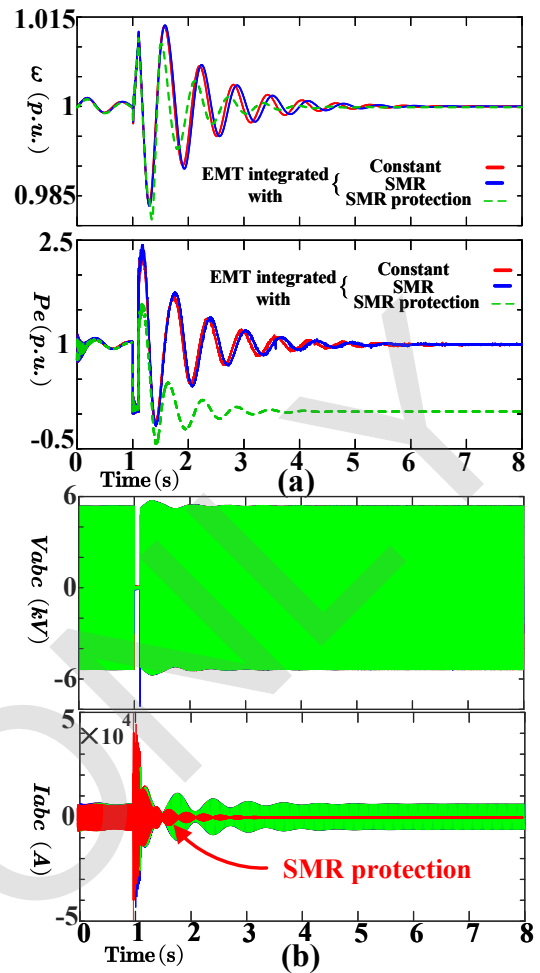 1.015
1
0.985
ω (p.u.)
EMT integrated with { Constant
SMR
SMR protection
2.5
1
-0.5
Pe(p.u.)
EMT integrated with { Constant
SMR
SMR protection
0 1 2 3 4 5 6 7 8
Time(s)
(a)
6
0
-6
Vabc (kV)
5
×10 4
0
-5
Iabc (A)
SMR protection
0 1 2 3 4 5 6 7 8
Time(s)
(b)
ONLY